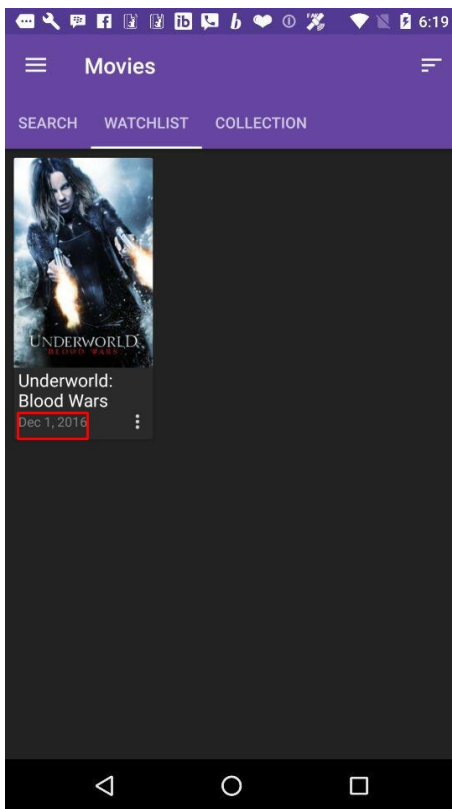 6:19
Movies
SEARCH WATCHLIST COLLECTION
UNDERWORLD
BLOOD WARS
Underworld:
Blood Wars
Dec 1, 2016